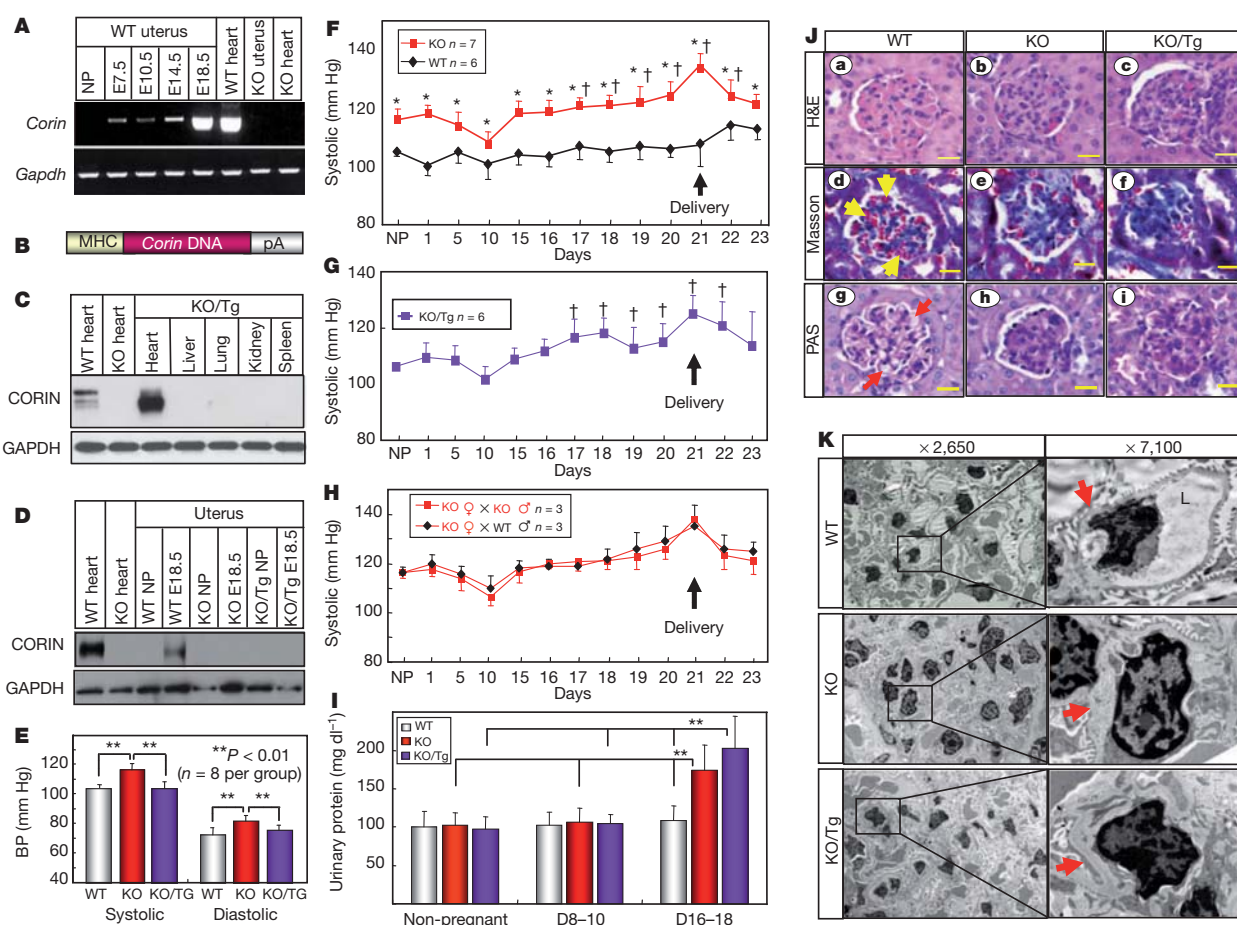 A
WT uterus
NP
E7.5
E10.5
E14.5
E18.5
WT heart
KO uterus
KO heart
Corin
Gapdh
B
MHC Corin DNA pA
C
KO/Tg
WT heart
KO heart
Heart
Liver
Lung
Kidney
Spleen
CORIN
GAPDH
D
Uterus
WT heart
KO heart
WT NP
WT E18.5
KO NP
KO E18.5
KO/Tg NP
KO/Tg E18.5
CORIN
GAPDH
E
**P < 0.01
(n = 8 per group)
** **
** **
BP (mm Hg)
120
100
80
60
40
WT KO KO/TG WT KO KO/TG
Systolic Diastolic
F
KO n = 7
WT n = 6
Systolic (mm Hg)
140
120
100
80
* * * * * * *† *† *† *† *† *† *
Delivery
NP 1 5 10 15 16 17 18 19 20 21 22 23
Days
G
KO/Tg n = 6
Systolic (mm Hg)
140
120
100
80
† † † † † †
Delivery
NP 1 5 10 15 16 17 18 19 20 21 22 23
Days
H
KO ♀ × KO ♂ n = 3
KO ♀ × WT ♂ n = 3
Systolic (mm Hg)
140
120
100
80
60
Delivery
NP 1 5 10 15 16 17 18 19 20 21 22 23
Days
I
WT
KO
KO/Tg
Urinary protein (mg dl−1)
200
150
100
50
**
**
Non-pregnant D8–10 D16–18
J
WT KO KO/Tg
H&E
a b c
Masson
d e f
PAS
g h i
K
× 2,650 × 7,100
WT
L
KO
KO/Tg